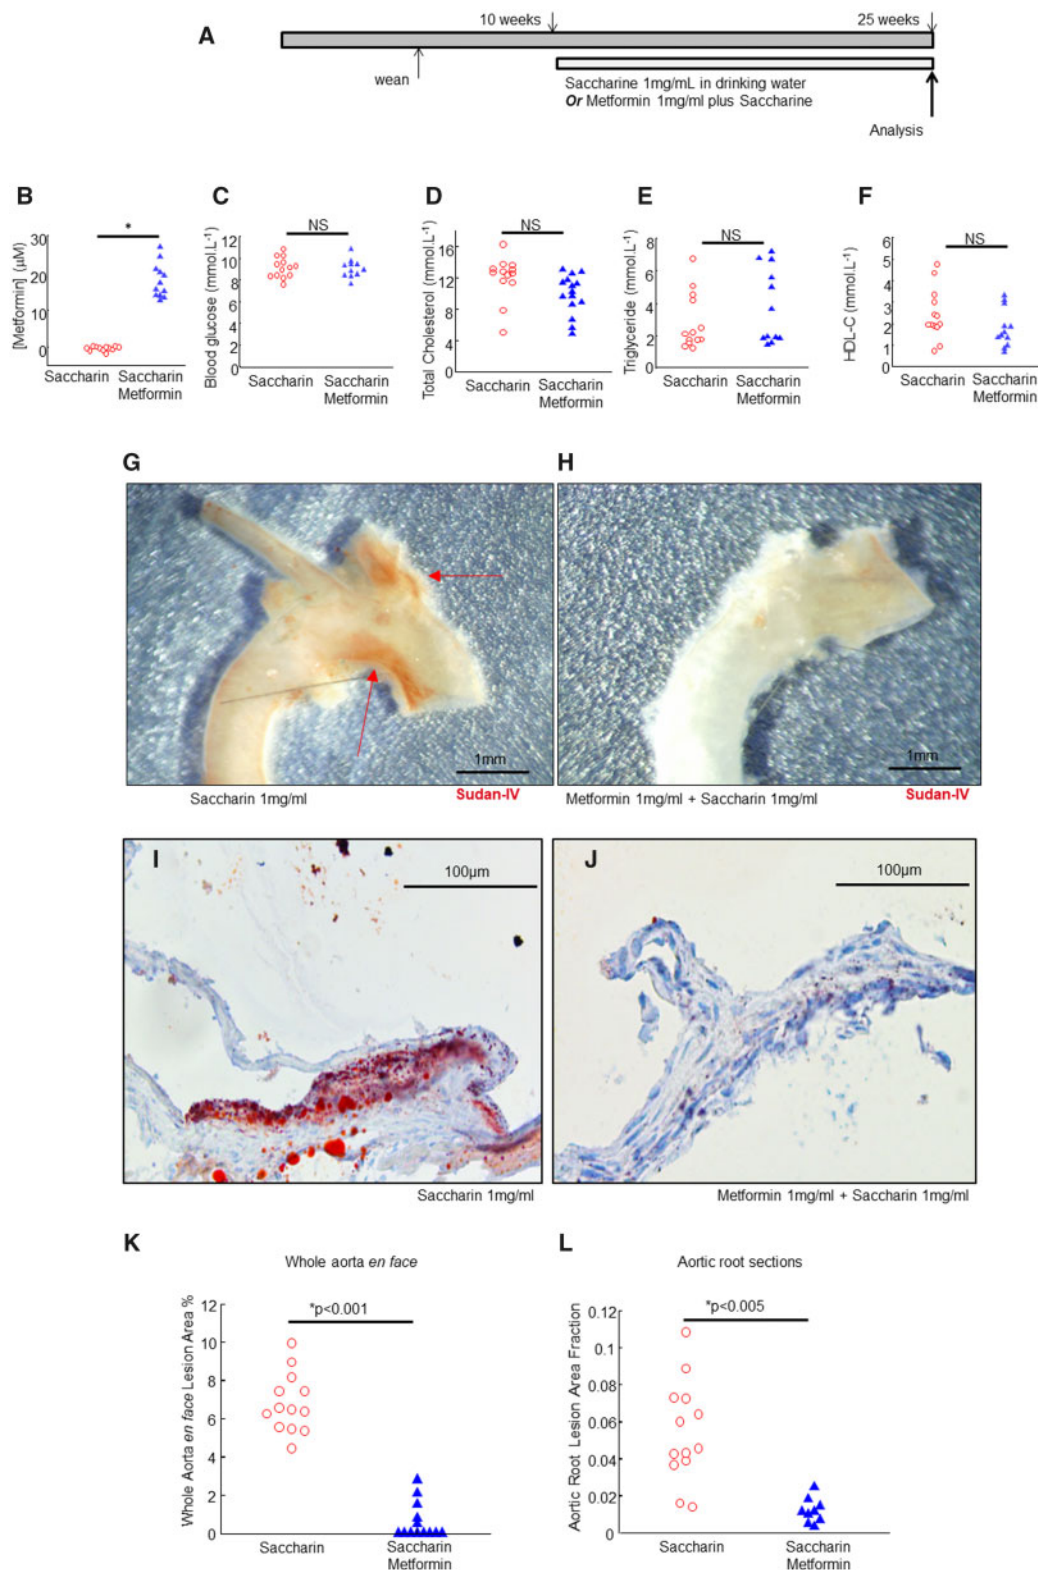 A
10 weeks
25 weeks
wean
Saccharine 1mg/mL in drinking water
Or Metformin 1mg/ml plus Saccharine
Analysis
B
[Metformin] (μM)
30
20
10
0
*
Saccharin
Saccharin
Metformin
C
Blood glucose (mmol.L-1)
12
10
8
6
4
2
0
NS
Saccharin
Saccharin
Metformin
D
Total Cholesterol (mmol.L-1)
16
12
8
4
0
NS
Saccharin
Saccharin
Metformin
E
Triglyceride (mmol.L-1)
8
6
4
2
0
NS
Saccharin
Saccharin
Metformin
F
HDL-C (mmol.L-1)
6
5
4
3
2
1
0
NS
Saccharin
Saccharin
Metformin
G
1mm
Saccharin 1mg/ml
Sudan-IV
H
1mm
Metformin 1mg/ml + Saccharin 1mg/ml
Sudan-IV
I
100μm
Saccharin 1mg/ml
J
100μm
Metformin 1mg/ml + Saccharin 1mg/ml
K
Whole aorta en face
Whole Aorta en face Lesion Area %
12
10
8
6
4
2
0
*p<0.001
Saccharin
Saccharin
Metformin
L
Aortic root sections
Aortic Root Lesion Area Fraction
0.12
0.1
0.08
0.06
0.04
0.02
0
*p<0.005
Saccharin
Saccharin
Metformin